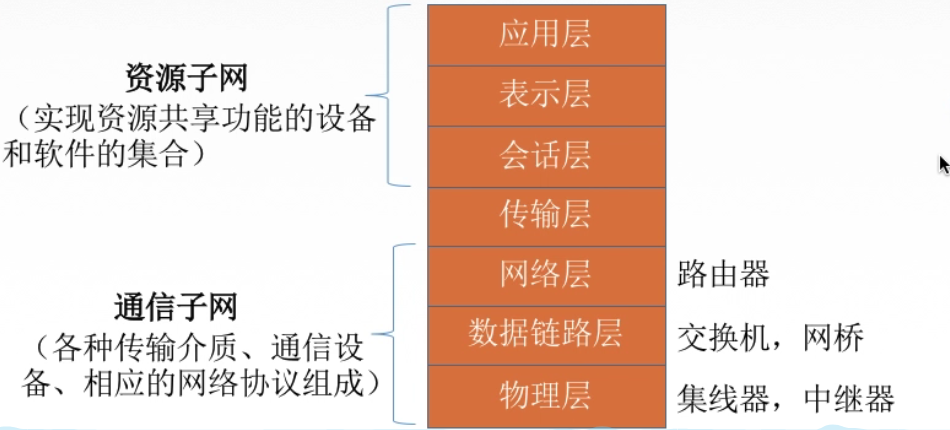 应用层
资源子网
表示层
（实现资源共享功能的设备
和软件的集合）
会话层
传输层
网络层
路由器
通信子网
（各种传输介质、通信设
备、相应的网络协议组成）
数据链路层
交换机，网桥
物理层
集线器，中继器